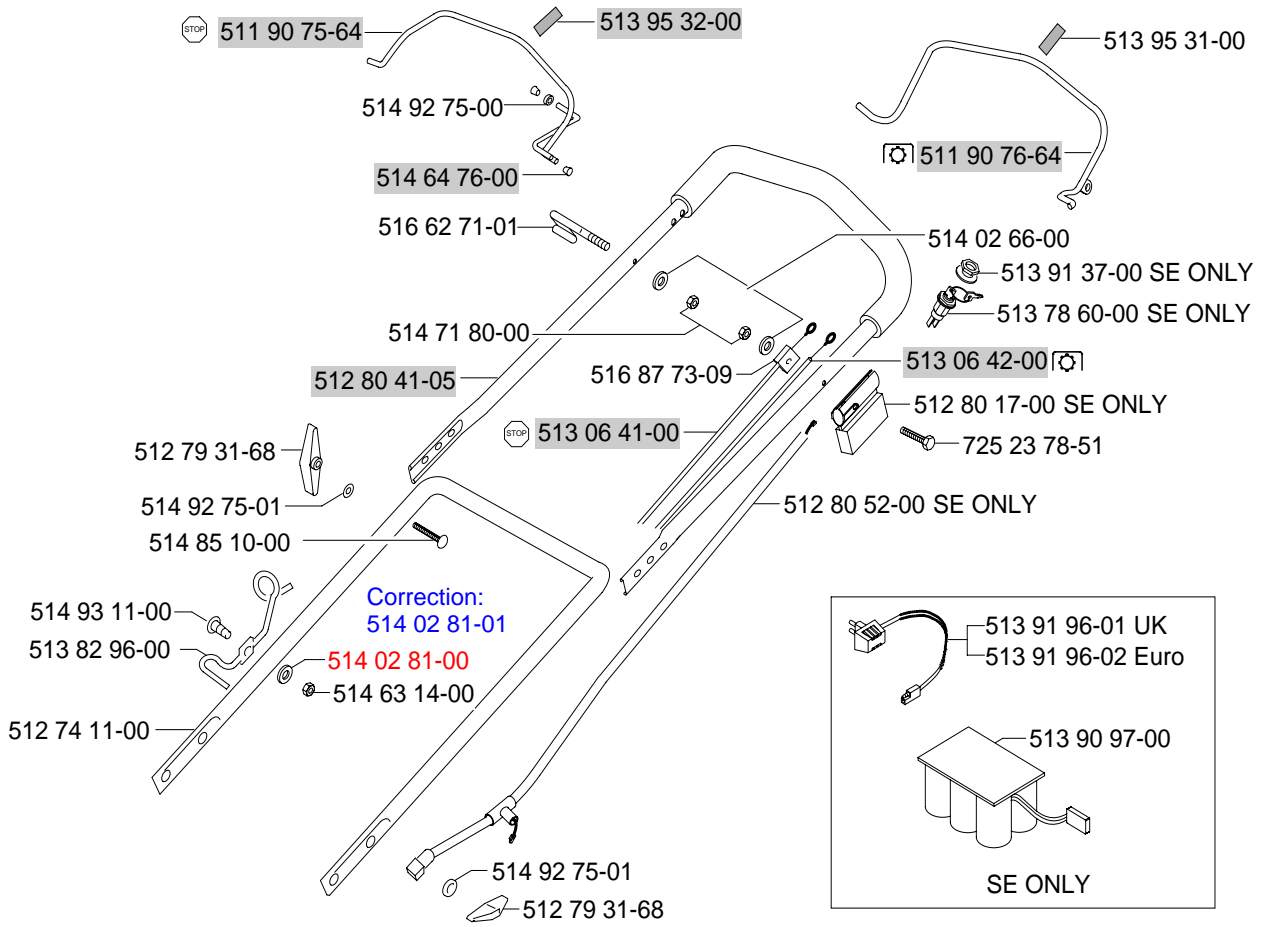 STOP 511 90 75-64
513 95 32-00
513 95 31-00
514 92 75-00
511 90 76-64
514 64 76-00
516 62 71-01
514 02 66-00
513 91 37-00 SE ONLY
513 78 60-00 SE ONLY
514 71 80-00
516 87 73-09
513 06 42-00
512 80 41-05
512 80 17-00 SE ONLY
STOP 513 06 41-00
725 23 78-51
512 79 31-68
514 92 75-01
512 80 52-00 SE ONLY
514 85 10-00
Correction:
514 02 81-01
514 93 11-00
513 82 96-00
514 02 81-00
514 63 14-00
512 74 11-00
513 91 96-01 UK
513 91 96-02 Euro
513 90 97-00
SE ONLY
514 92 75-01
512 79 31-68